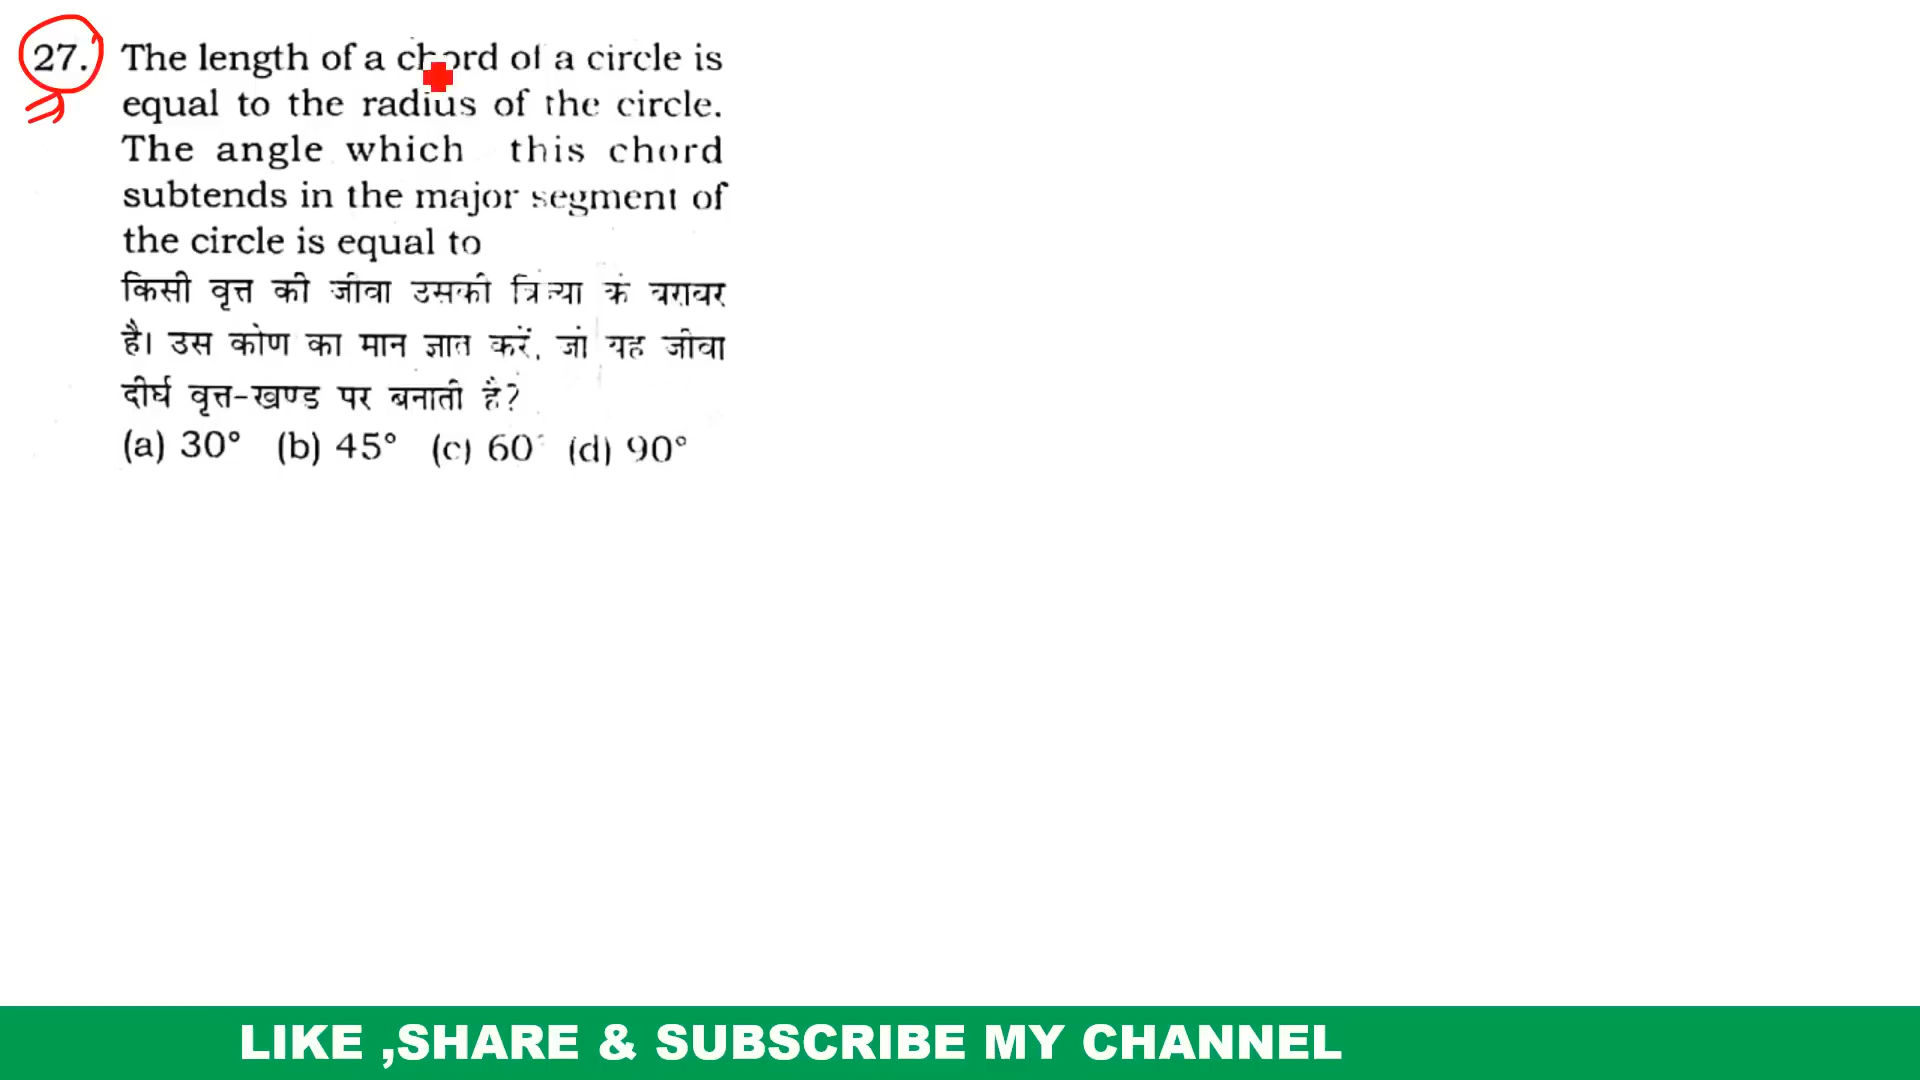 27. The length of a chord of a circle is
equal to the radius of the circle.
The angle which this chord
subtends in the major segment of
the circle is equal to
किसी वृत्त की जीवा उसकी त्रिज्या के बराबर
है। उस कोण का मान ज्ञात करें, जो यह जीवा
दीर्घ वृत्त-खण्ड पर बनाती है?
(a) 30° (b) 45° (c) 60° (d) 90°
LIKE ,SHARE & SUBSCRIBE MY CHANNEL